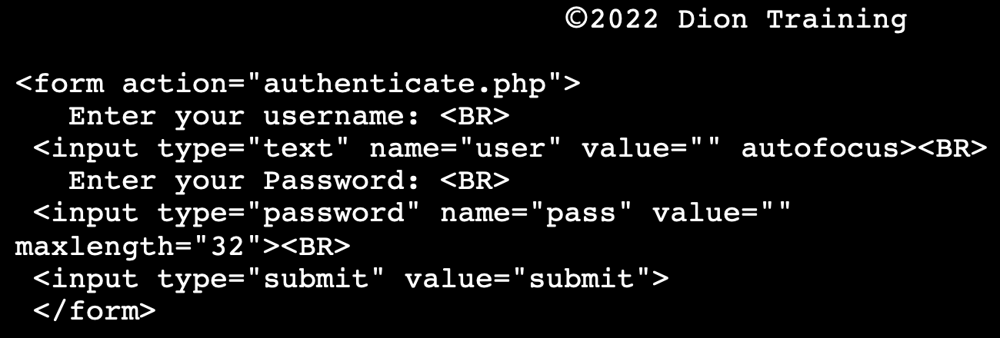 ©2022 Dion Training
<form action="authenticate.php">
Enter your username: <BR>
<input type="text" name="user" value="" autofocus><BR>
Enter your Password: <BR>
<input type="password" name="pass" value=""
maxlength="32"><BR>
<input type="submit" value="submit">
</form>